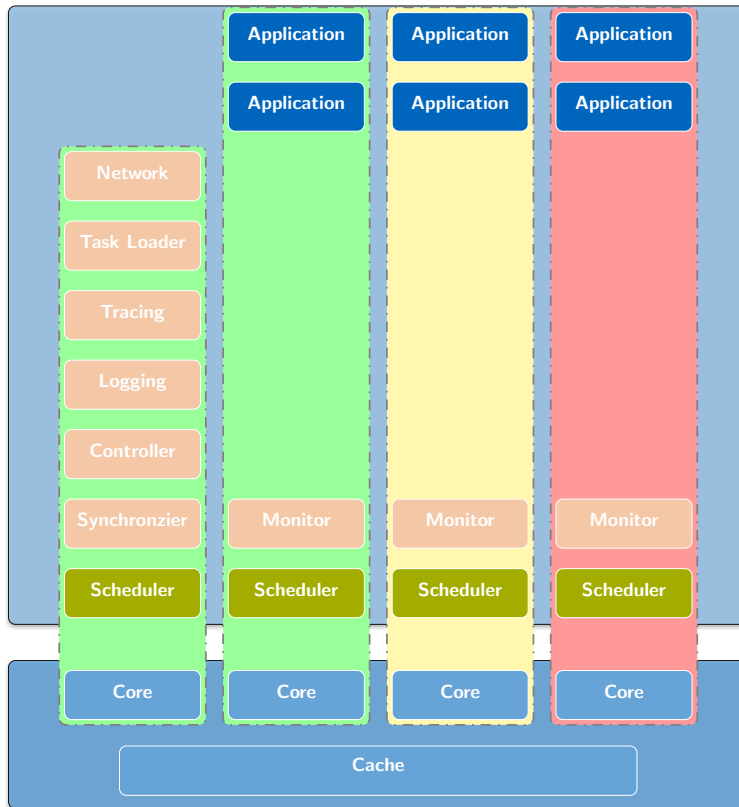 Application Application Application
Application Application Application
Network
Task Loader
Tracing
Logging
Controller
Synchronzier Monitor Monitor Monitor
Scheduler Scheduler Scheduler Scheduler
Core Core Core Core
Cache